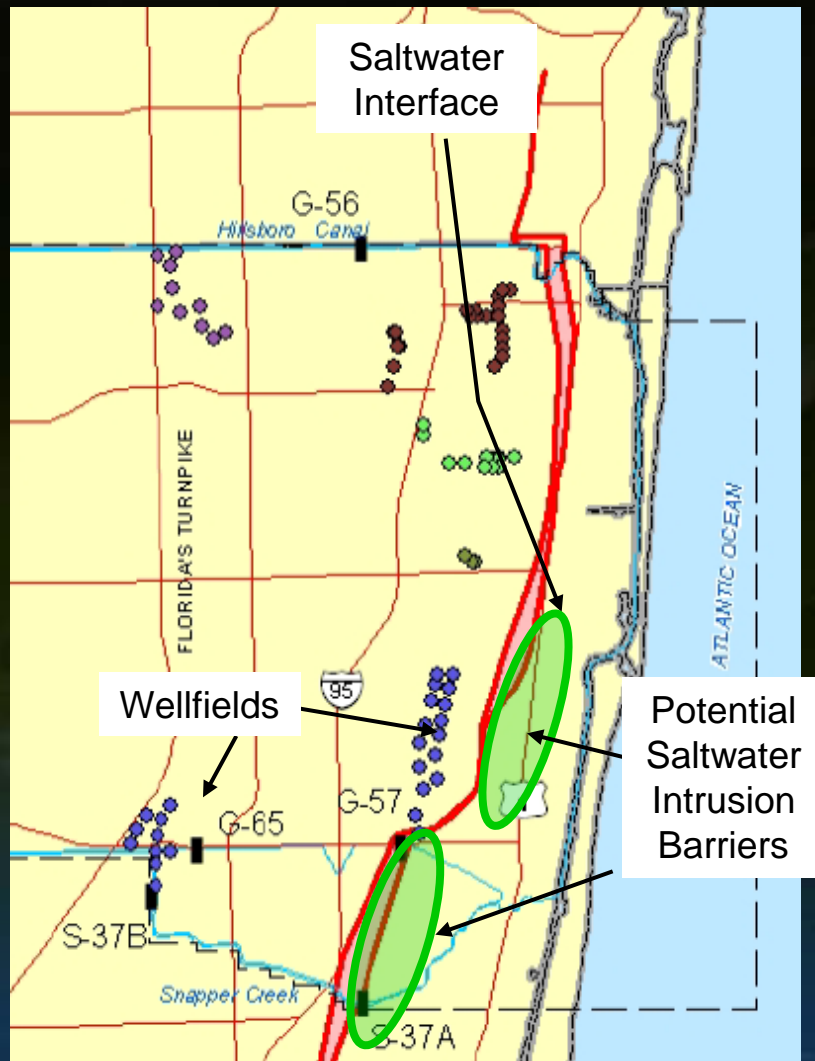 Saltwater
Interface
G-56
Hillsboro Canal
FLORIDA'S TURNPIKE
ATLANTIC OCEAN
95
Wellfields
Potential
Saltwater
Intrusion
Barriers
G-57
G-65
S-37B
Snapper Creek
S-37A